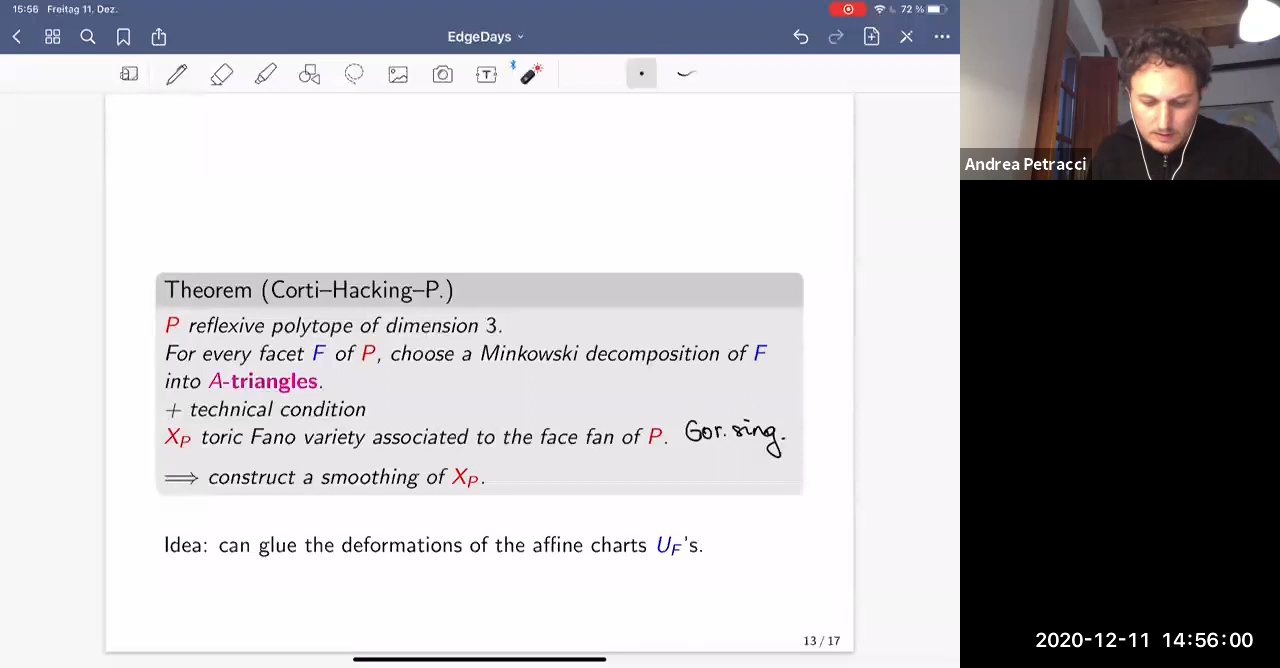 15:56 Freitag 11. Dez.
72 %
EdgeDays
Theorem (Corti–Hacking–P.)
P reflexive polytope of dimension 3.
For every facet F of P, choose a Minkowski decomposition of F
into A-triangles.
+ technical condition
X_P toric Fano variety associated to the face fan of P. Gor. sing.
⟹ construct a smoothing of X_P.
Idea: can glue the deformations of the affine charts U_F's.
13 / 17
Andrea Petracci
2020-12-11 14:56:00